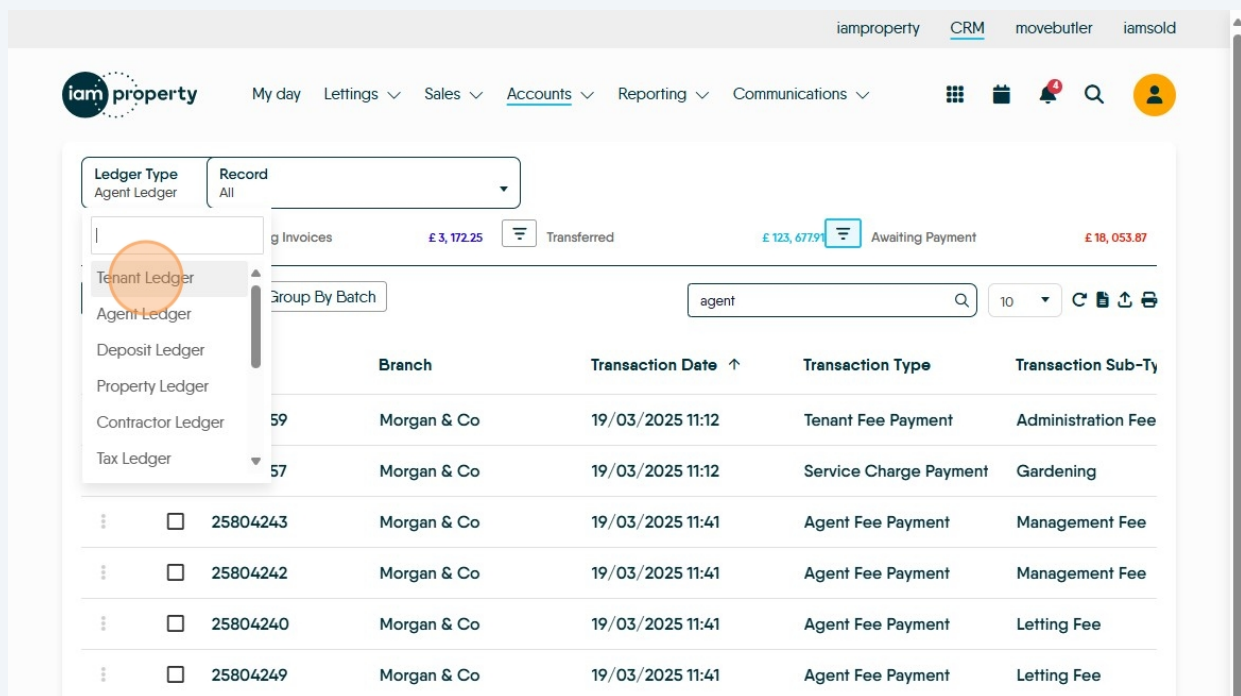 iamproperty CRM movebutler iamsold
iam property My day Lettings Sales Accounts Reporting Communications 4
Ledger Type Record
Agent Ledger All
g Invoices £ 3, 172.25 Transferred £ 123, 677.91 Awaiting Payment £ 18, 053.87
Tenant Ledger
Group By Batch agent 10
Agent Ledger
Deposit Ledger
Branch Transaction Date ↑ Transaction Type Transaction Sub-Ty
Property Ledger
Contractor Ledger
59 Morgan & Co 19/03/2025 11:12 Tenant Fee Payment Administration Fee
Tax Ledger
57 Morgan & Co 19/03/2025 11:12 Service Charge Payment Gardening
25804243 Morgan & Co 19/03/2025 11:41 Agent Fee Payment Management Fee
25804242 Morgan & Co 19/03/2025 11:41 Agent Fee Payment Management Fee
25804240 Morgan & Co 19/03/2025 11:41 Agent Fee Payment Letting Fee
25804249 Morgan & Co 19/03/2025 11:41 Agent Fee Payment Letting Fee